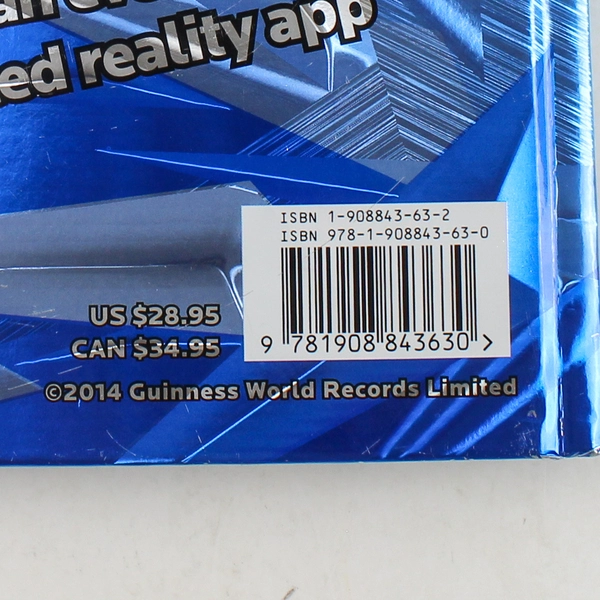 reality app
ISBN 1-908843-63-2
ISBN 978-1-908843-63-0
9 781908 843630 >
US $28.95
CAN $34.95
©2014 Guinness World Records Limited